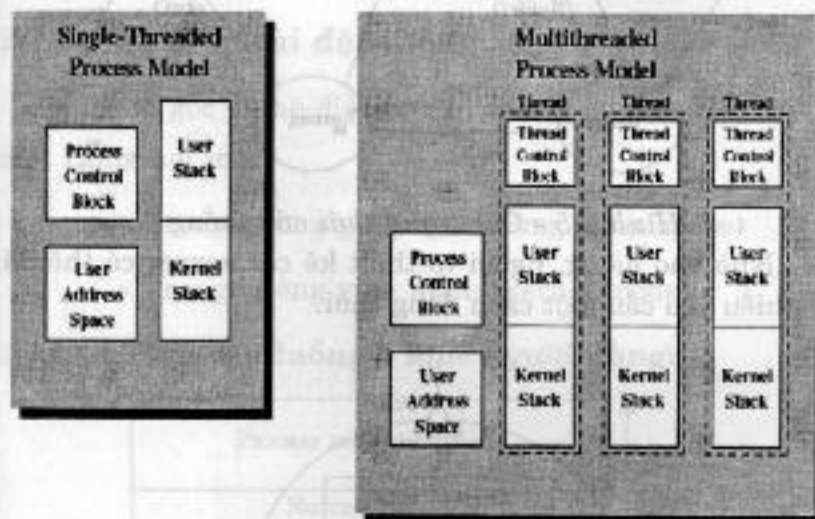 Single-Threaded
Process Model
Process
Control
Block
User
Stack
User
Address
Space
Kernel
Stack
Multithreaded
Process Model
Thread
Thread
Thread
Thread
Control
Block
Thread
Control
Block
Thread
Control
Block
Process
Control
Block
User
Stack
User
Stack
User
Stack
User
Address
Space
Kernel
Stack
Kernel
Stack
Kernel
Stack